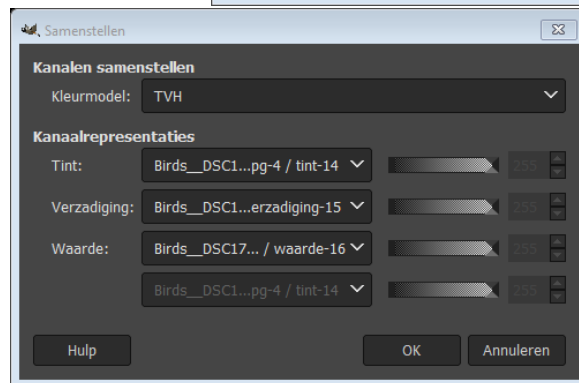 Samenstellen
Kanalen samenstellen
Kleurmodel: TVH
Kanaalrepresentaties
Tint: Birds__DSC1...pg-4 / tint-14 255
Verzadiging: Birds__DSC1...erzadiging-15 255
Waarde: Birds__DSC17... / waarde-16 255
Birds__DSC1...pg-4 / tint-14 255
Hulp OK Annuleren